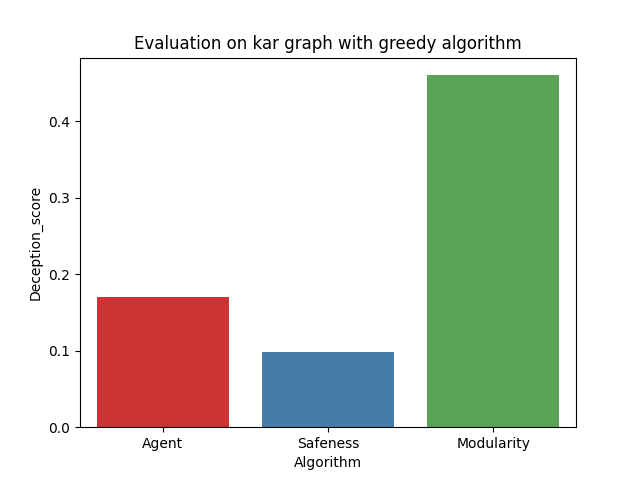 Evaluation on kar graph with greedy algorithm
Deception_score
0.4
0.3
0.2
0.1
0.0
Agent Safeness Modularity
Algorithm